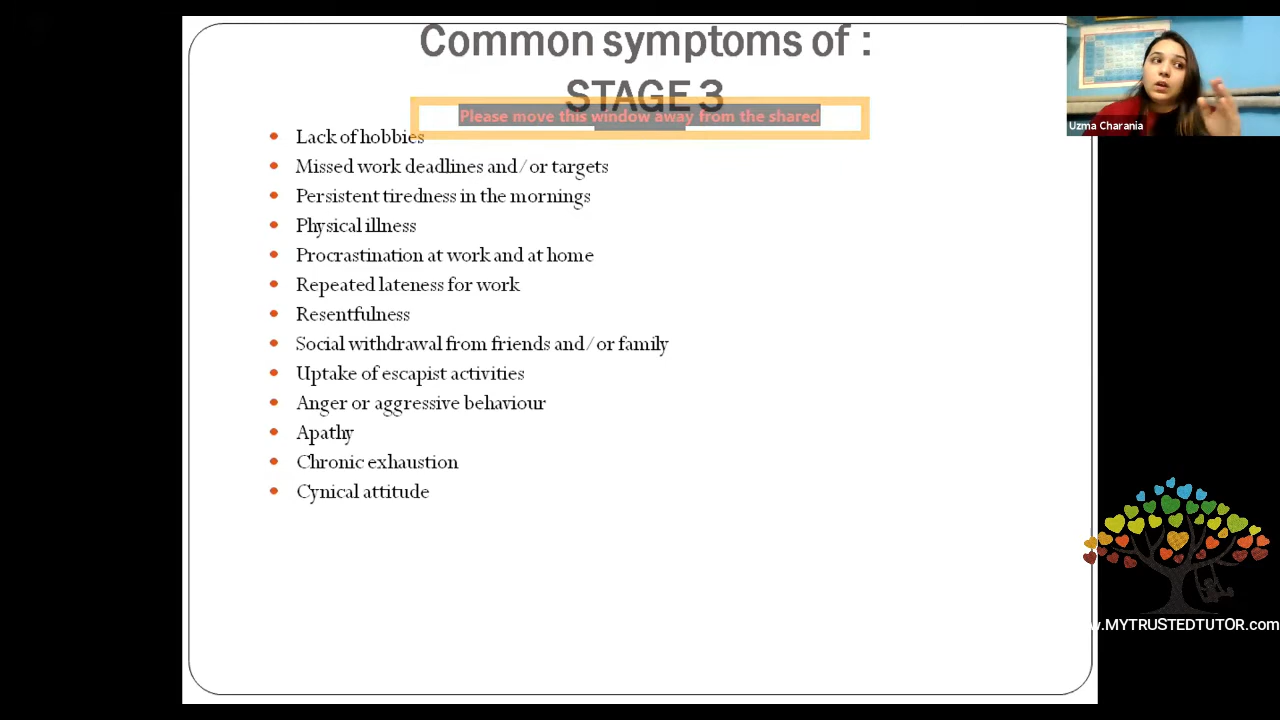 Common symptoms of :
STAGE 3
Please move this window away from the shared
Lack of hobbies
Missed work deadlines and/or targets
Persistent tiredness in the mornings
Physical illness
Procrastination at work and at home
Repeated lateness for work
Resentfulness
Social withdrawal from friends and/or family
Uptake of escapist activities
Anger or aggressive behaviour
Apathy
Chronic exhaustion
Cynical attitude
Uzma Charania
w.MYTRUSTEDTUTOR.com